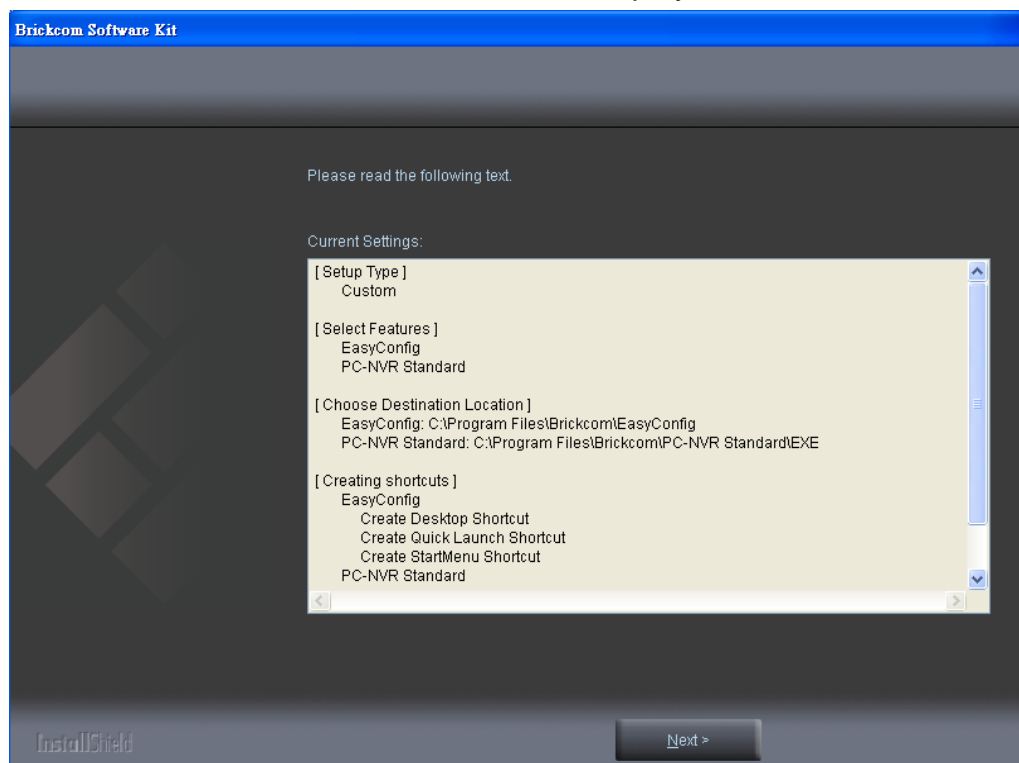 Brickcom Software Kit
Please read the following text.
Current Settings:
[ Setup Type ]
Custom
[ Select Features ]
EasyConfig
PC-NVR Standard
[ Choose Destination Location ]
EasyConfig: C:\Program Files\Brickcom\EasyConfig
PC-NVR Standard: C:\Program Files\Brickcom\PC-NVR Standard\EXE
[ Creating shortcuts ]
EasyConfig
Create Desktop Shortcut
Create Quick Launch Shortcut
Create StartMenu Shortcut
PC-NVR Standard
InstallShield
Next >